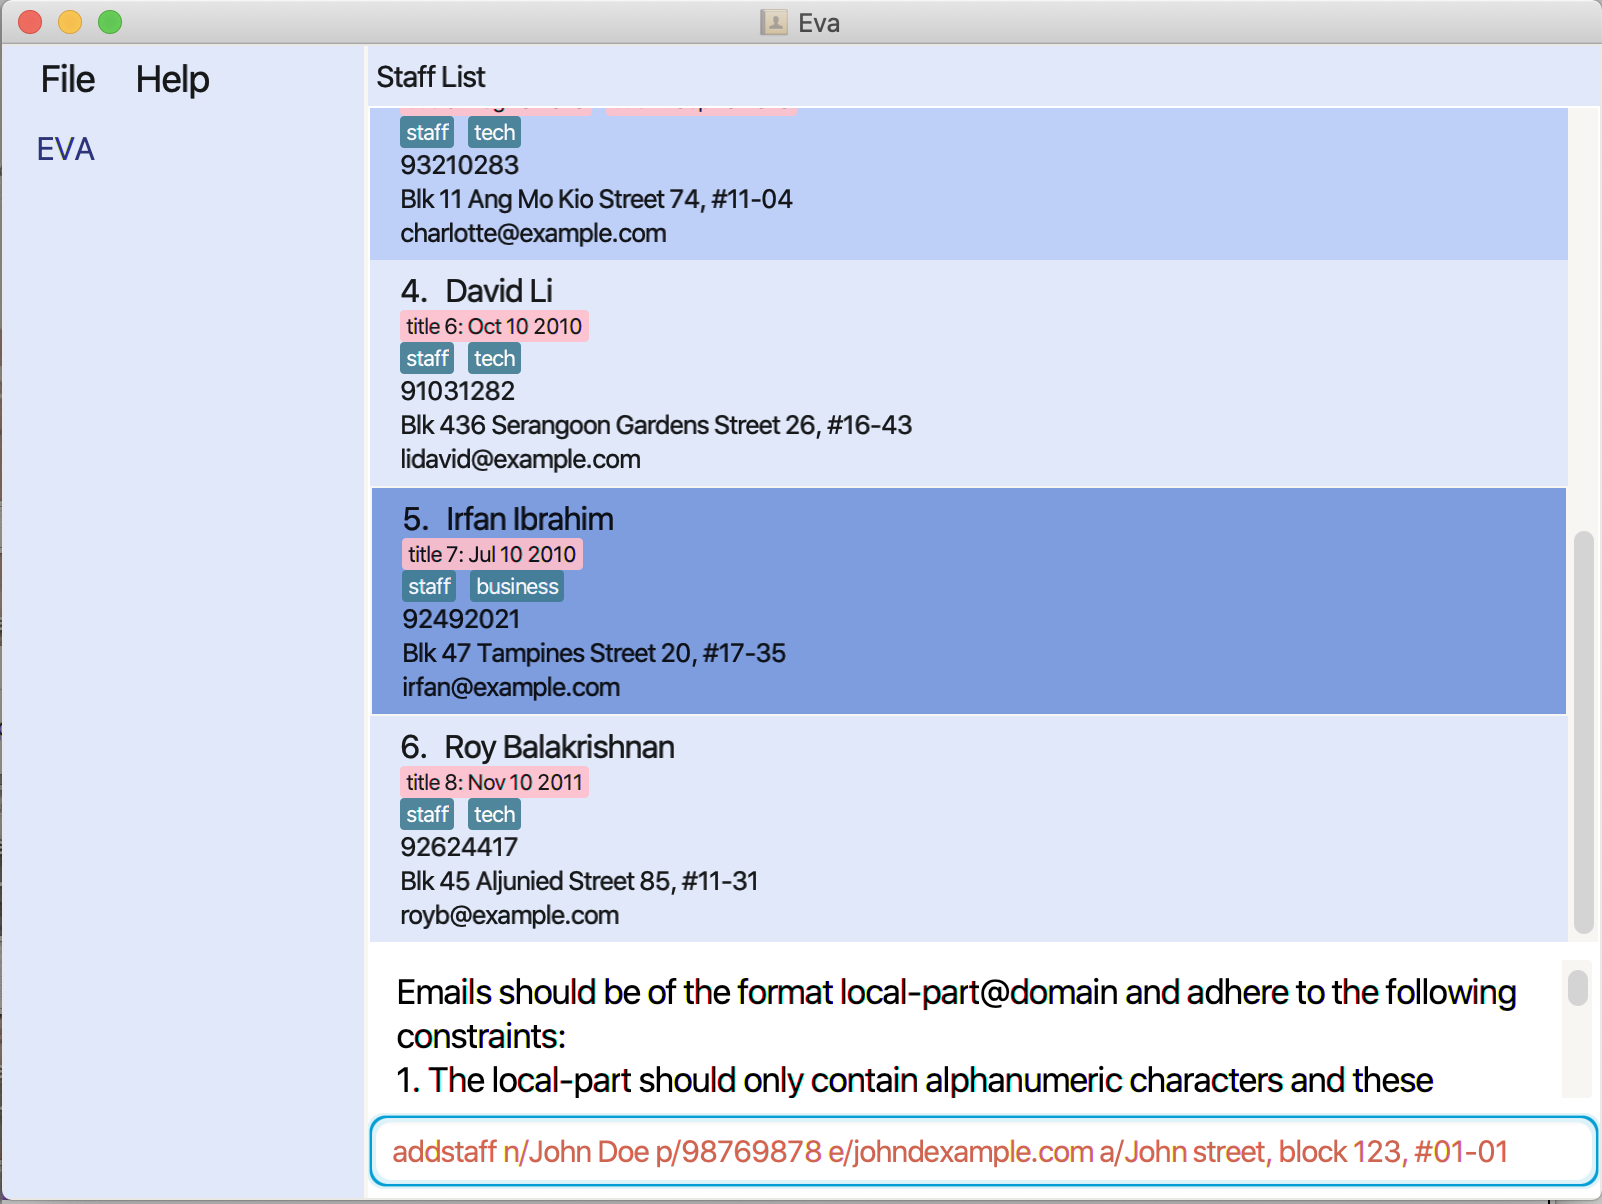 Eva
File Help
EVA
Staff List
staff tech
93210283
Blk 11 Ang Mo Kio Street 74, #11-04
charlotte@example.com
4. David Li
title 6: Oct 10 2010
staff tech
91031282
Blk 436 Serangoon Gardens Street 26, #16-43
lidavid@example.com
5. Irfan Ibrahim
title 7: Jul 10 2010
staff business
92492021
Blk 47 Tampines Street 20, #17-35
irfan@example.com
6. Roy Balakrishnan
title 8: Nov 10 2011
staff tech
92624417
Blk 45 Aljunied Street 85, #11-31
royb@example.com
Emails should be of the format local-part@domain and adhere to the following
constraints:
1. The local-part should only contain alphanumeric characters and these
addstaff n/John Doe p/98769878 e/johndexample.com a/John street, block 123, #01-01